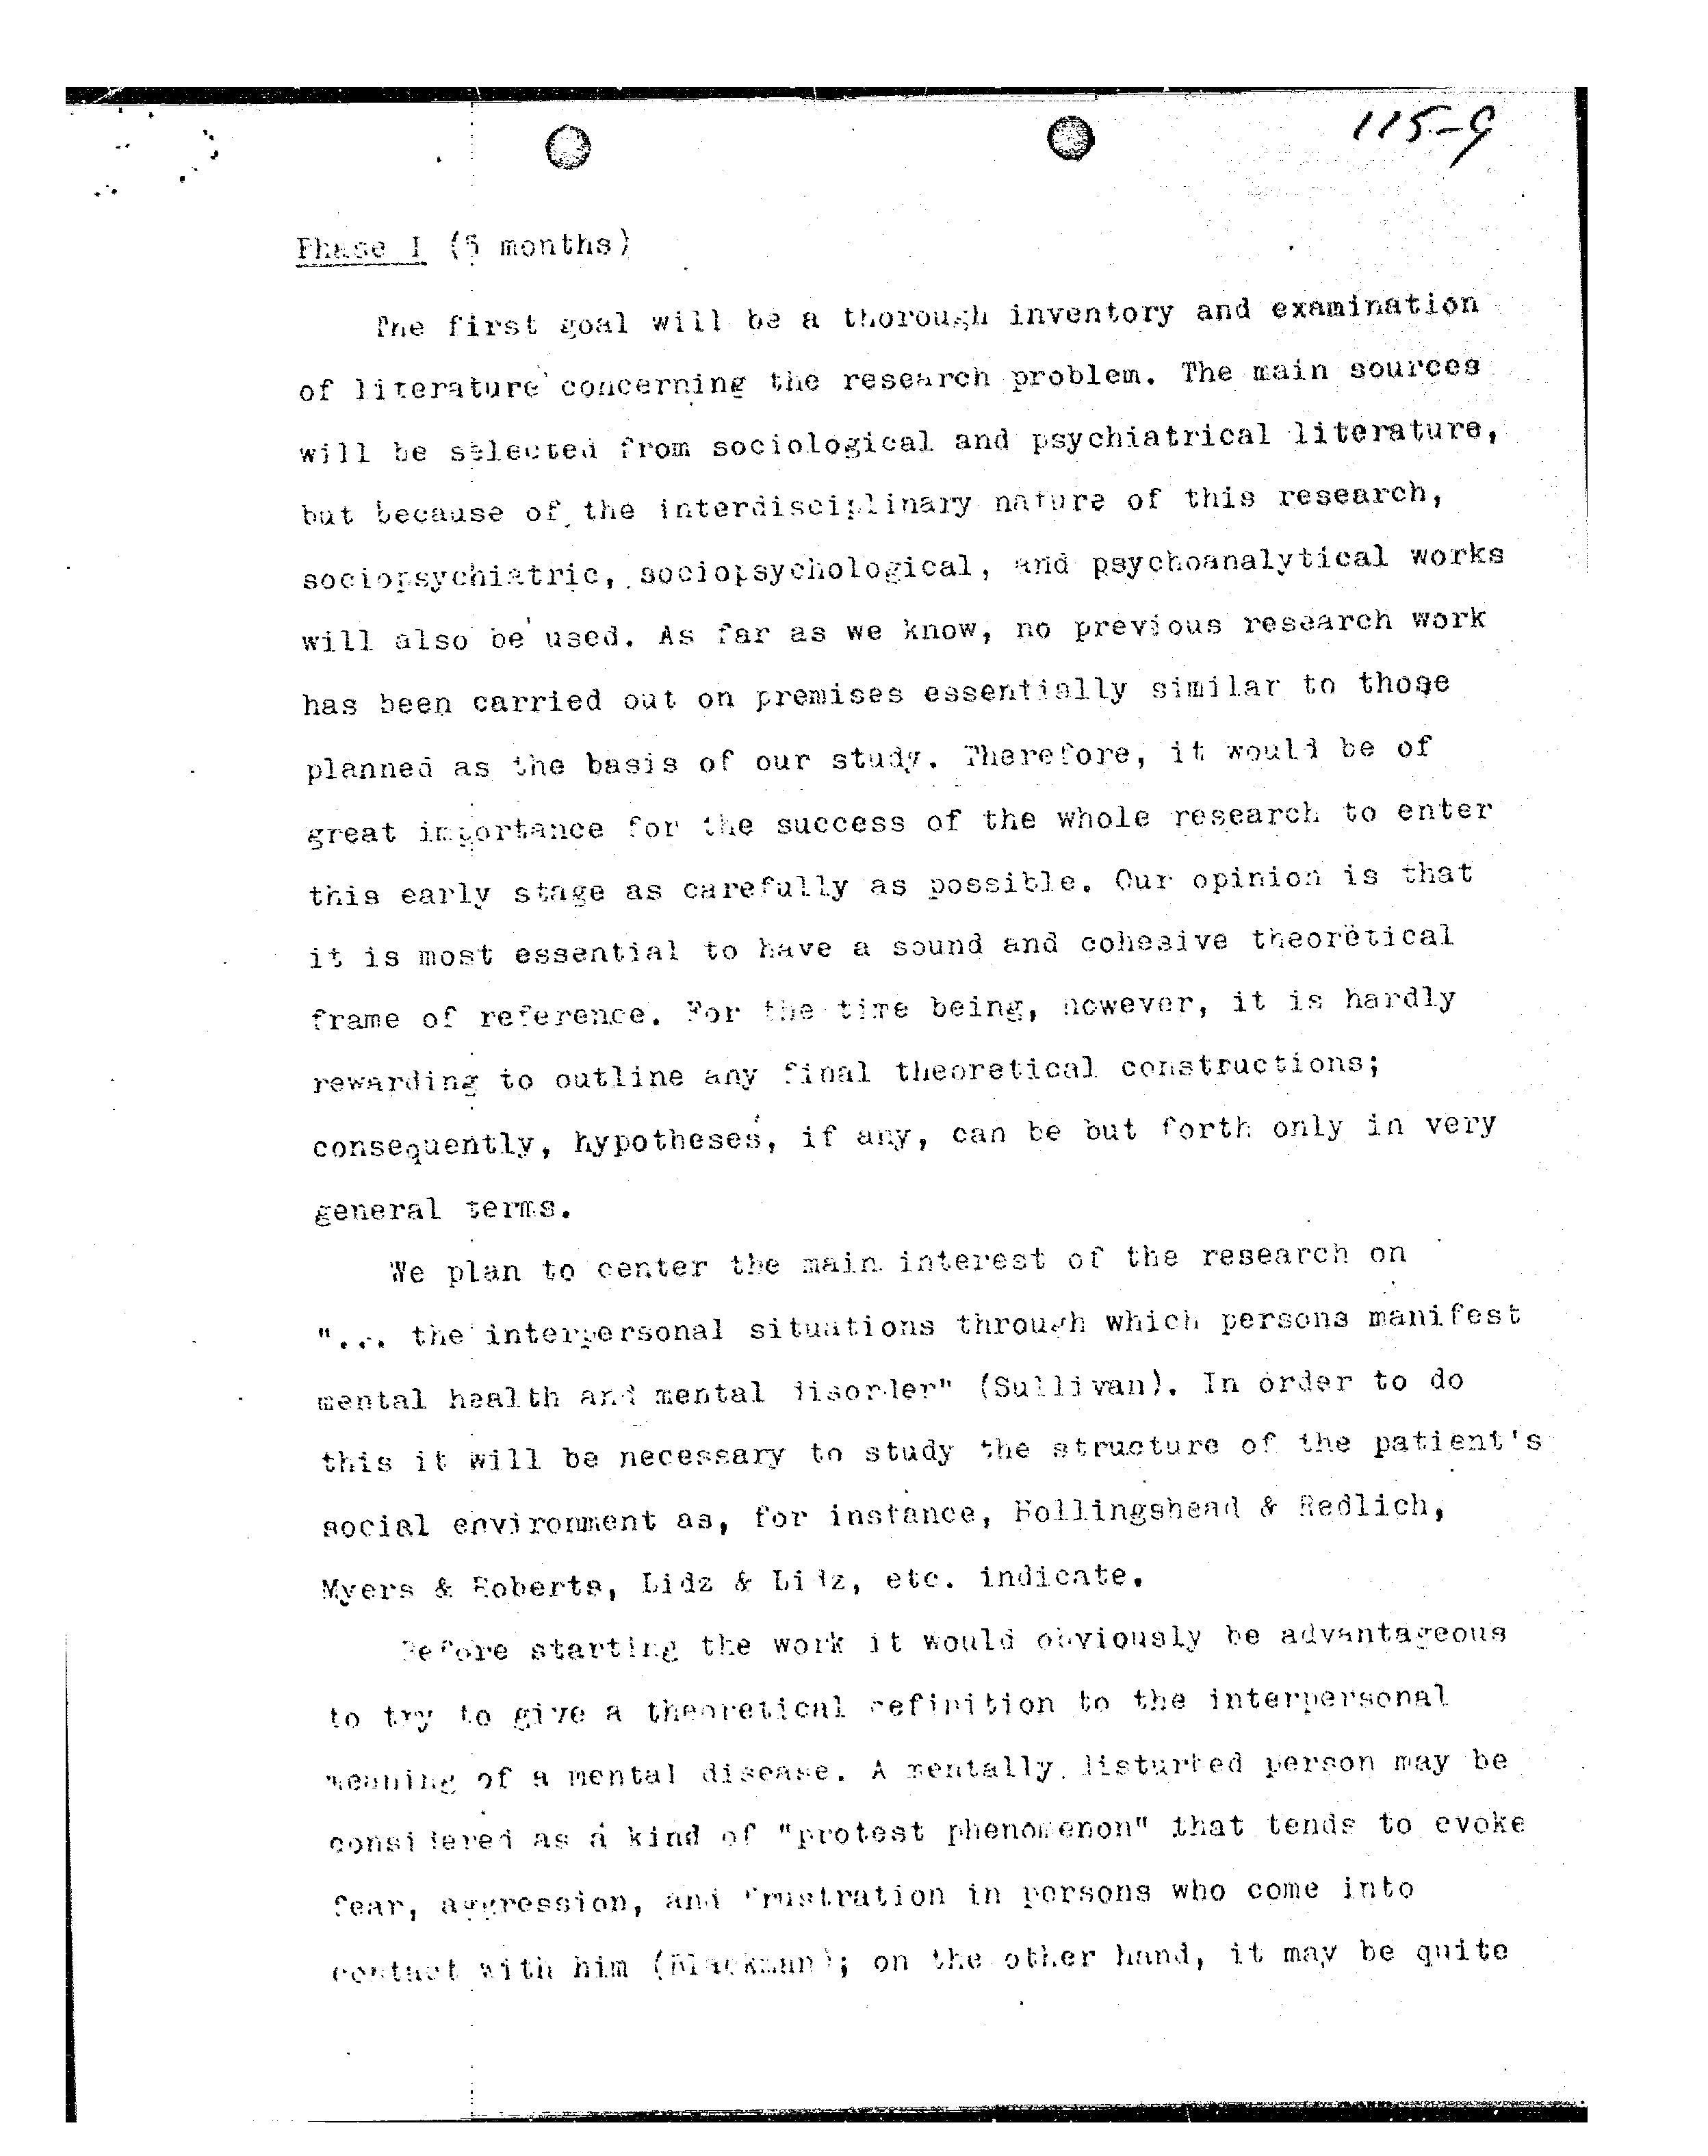 115-9
Phase I (5 months)
The first goal will be a thorough inventory and examination
of literature concerning the research problem. The main sources
will be selected from sociological and psychiatrical literature,
but because of the interdisciplinary nature of this research,
sociopsychiatric, sociopsychological, and psychoanalytical works
will also be used. As far as we know, no previous research work
has been carried out on premises essentially similar to those
planned as the basis of our study. Therefore, it would be of
great importance for the success of the whole research to enter
this early stage as carefully as possible. Our opinion is that
it is most essential to have a sound and cohesive theoretical
frame of reference. For the time being, however, it is hardly
rewarding to outline any final theoretical constructions;
consequently, hypotheses, if any, can be but forth only in very
general terms.
We plan to center the main interest of the research on
"... the interpersonal situations through which persons manifest
mental health and mental disorder" (Sullivan). In order to do
this it will be necessary to study the structure of the patient's
social environment as, for instance, Hollingshead & Redlich,
Myers & Roberts, Lidz & Lidz, etc. indicate.
Before starting the work it would obviously be advantageous
to try to give a theoretical definition to the interpersonal
meaning of a mental disease. A mentally disturbed person may be
considered as a kind of "protest phenomenon" that tends to evoke
fear, aggression, and frustration in persons who come into
contact with him (Blackman); on the other hand, it may be quite